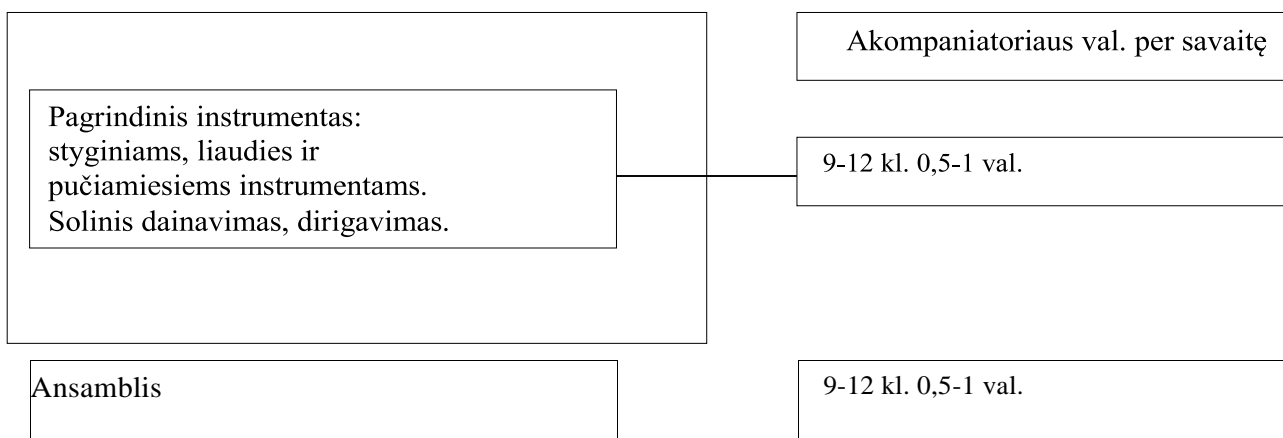 Akompaniatoriaus val. per savaitę
Pagrindinis instrumentas:
styginiams, liaudies ir
pučiamiesiems instrumentams.
Solinis dainavimas, dirigavimas.
9-12 kl. 0,5-1 val.
Ansamblis
9-12 kl. 0,5-1 val.